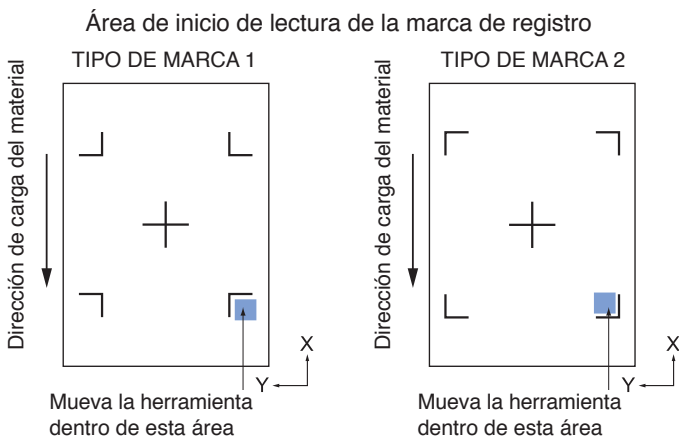 Área de inicio de lectura de la marca de registro
TIPO DE MARCA 1
Dirección de carga del material
X
Y
Mueva la herramienta
dentro de esta área
TIPO DE MARCA 2
Dirección de carga del material
X
Y
Mueva la herramienta
dentro de esta área